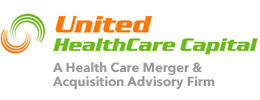 United
HealthCare Capital
A Health Care Merger &
Acquisition Advisory Firm